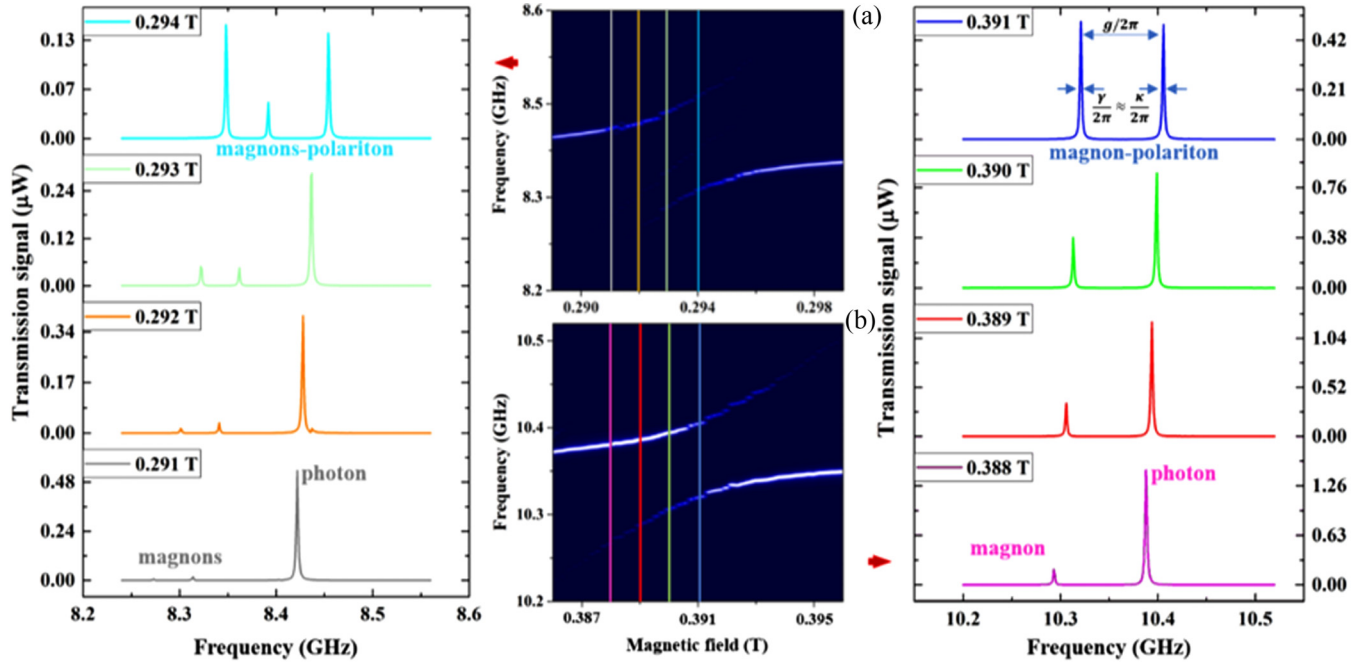 0.294 T
0.13
0.07
0.00
magnons-polariton
0.293 T
0.24
0.12
0.00
0.292 T
0.34
0.17
0.00
0.291 T
photon
0.48
0.24
magnons
0.00
8.2 8.3 8.4 8.5 8.6
Frequency (GHz)
Transmission signal (µW)
(a)
8.5
8.3
8.2
0.290 0.294 0.298
Frequency (GHz)
(b)
10.5
10.4
10.3
10.2
0.387 0.391 0.395
Frequency (GHz)
Magnetic field (T)
0.391 T
g/2π
γ/2π ≈ κ/2π
0.42
0.21
0.00
magnon-polariton
0.390 T
0.76
0.38
0.00
0.389 T
1.04
0.52
0.00
0.388 T
photon
1.26
0.63
magnon
0.00
10.2 10.3 10.4 10.5
Frequency (GHz)
Transmission signal (µW)